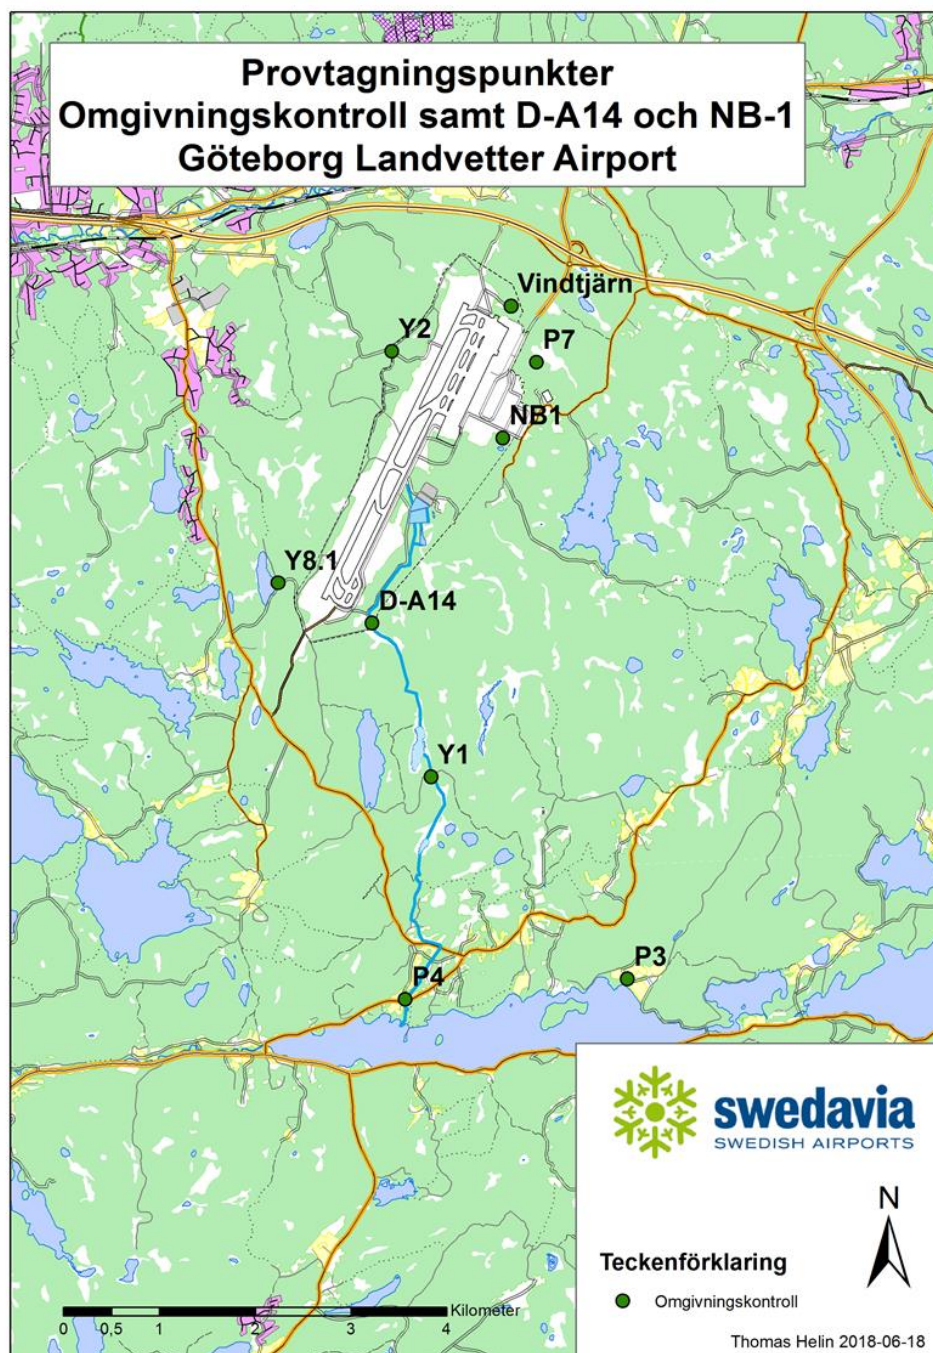 Provtagningspunkter
Omgivningskontroll samt D-A14 och NB-1
Göteborg Landvetter Airport
Vindtjärn
Y2
P7
NB1
Y8.1
D-A14
Y1
P3
P4
swedavia
SWEDISH AIRPORTS
N
Teckenförklaring
Omgivningskontroll
Kilometer
0 0,5 1 2 3 4
Thomas Helin 2018-06-18